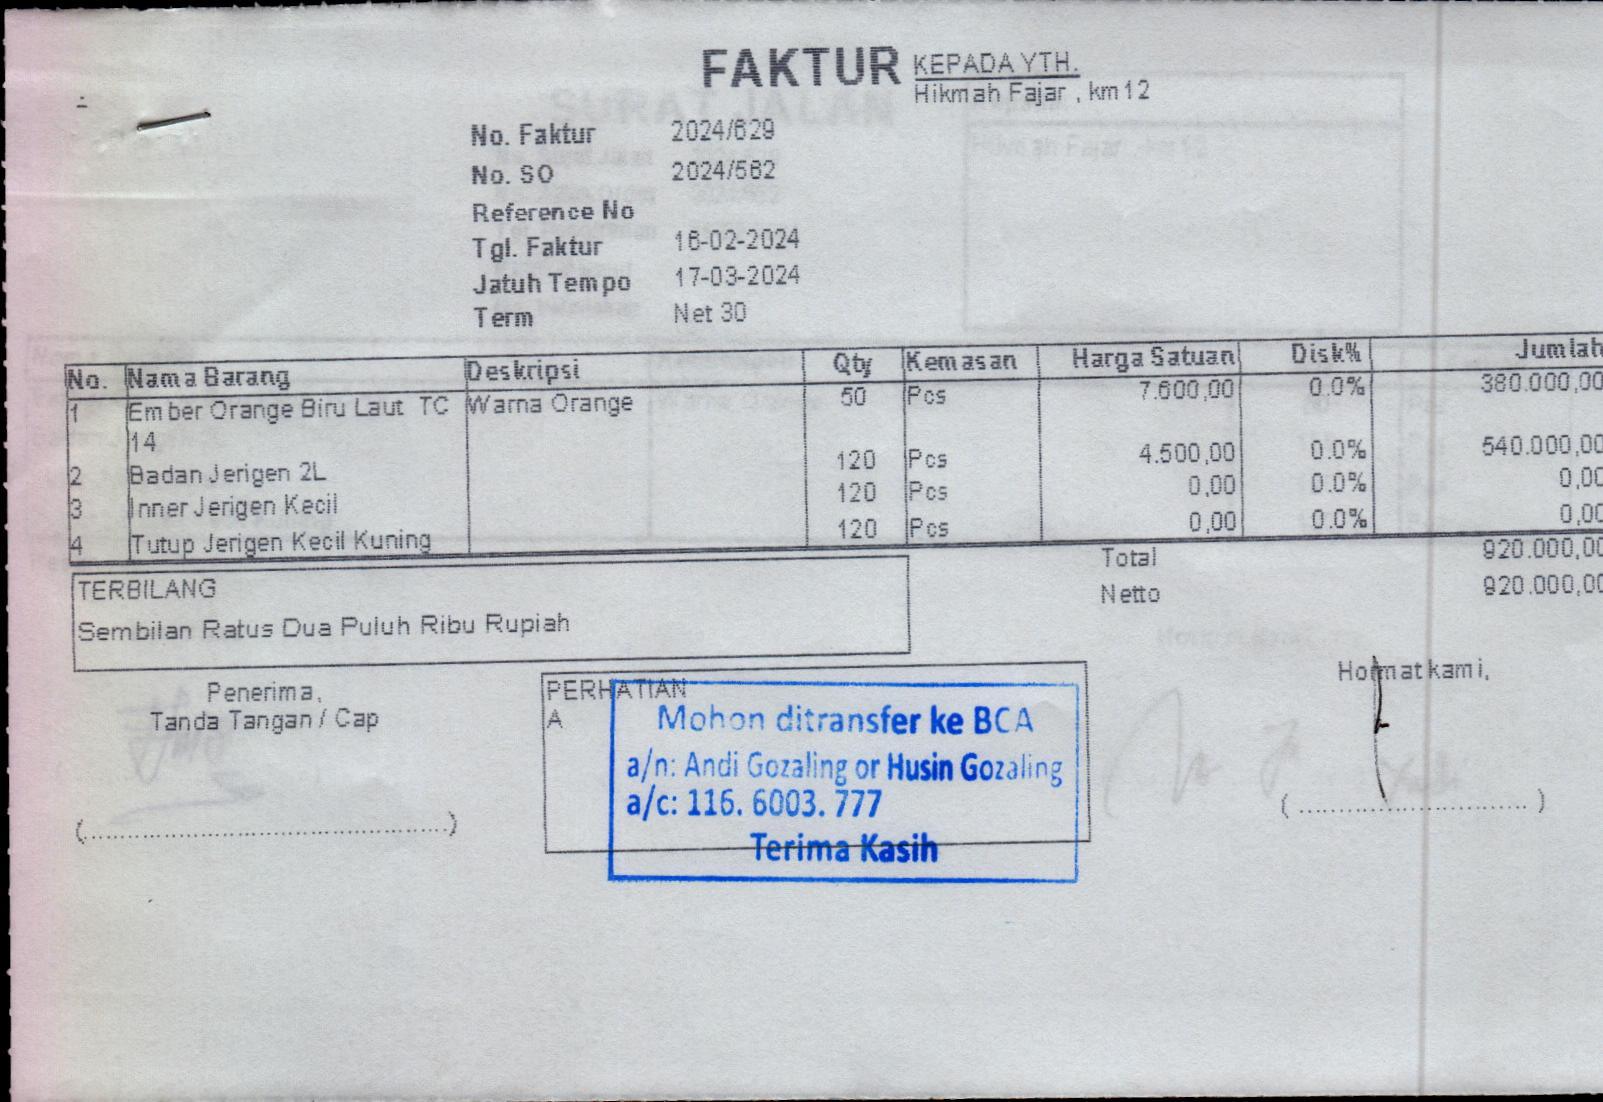 FAKTUR
KEPADA YTH.
Hikmah Fajar , km12
No. Faktur 2024/629
No. SO 2024/562
Reference No
Tgl. Faktur 16-02-2024
Jatuh Tempo 17-03-2024
Term Net 30
No. Nama Barang Deskripsi Qty Kemasan Harga Satuan Disk% Jumlah
1 Ember Orange Biru Laut TC Warna Orange 50 Pcs 7.600,00 0.0% 380.000,00
14
2 Badan Jerigen 2L 120 Pcs 4.500,00 0.0% 540.000,00
3 Inner Jerigen Kecil 120 Pcs 0,00 0.0% 0,00
4 Tutup Jerigen Kecil Kuning 120 Pcs 0,00 0.0% 0,00
Total 920.000,00
Netto 920.000,00
TERBILANG
Sembilan Ratus Dua Puluh Ribu Rupiah
Penerima,
Tanda Tangan / Cap
PERHATIAN
A
Mohon ditransfer ke BCA
a/n: Andi Gozaling or Husin Gozaling
a/c: 116. 6003. 777
Terima Kasih
Hormat kami,
(................................................)
(................................)